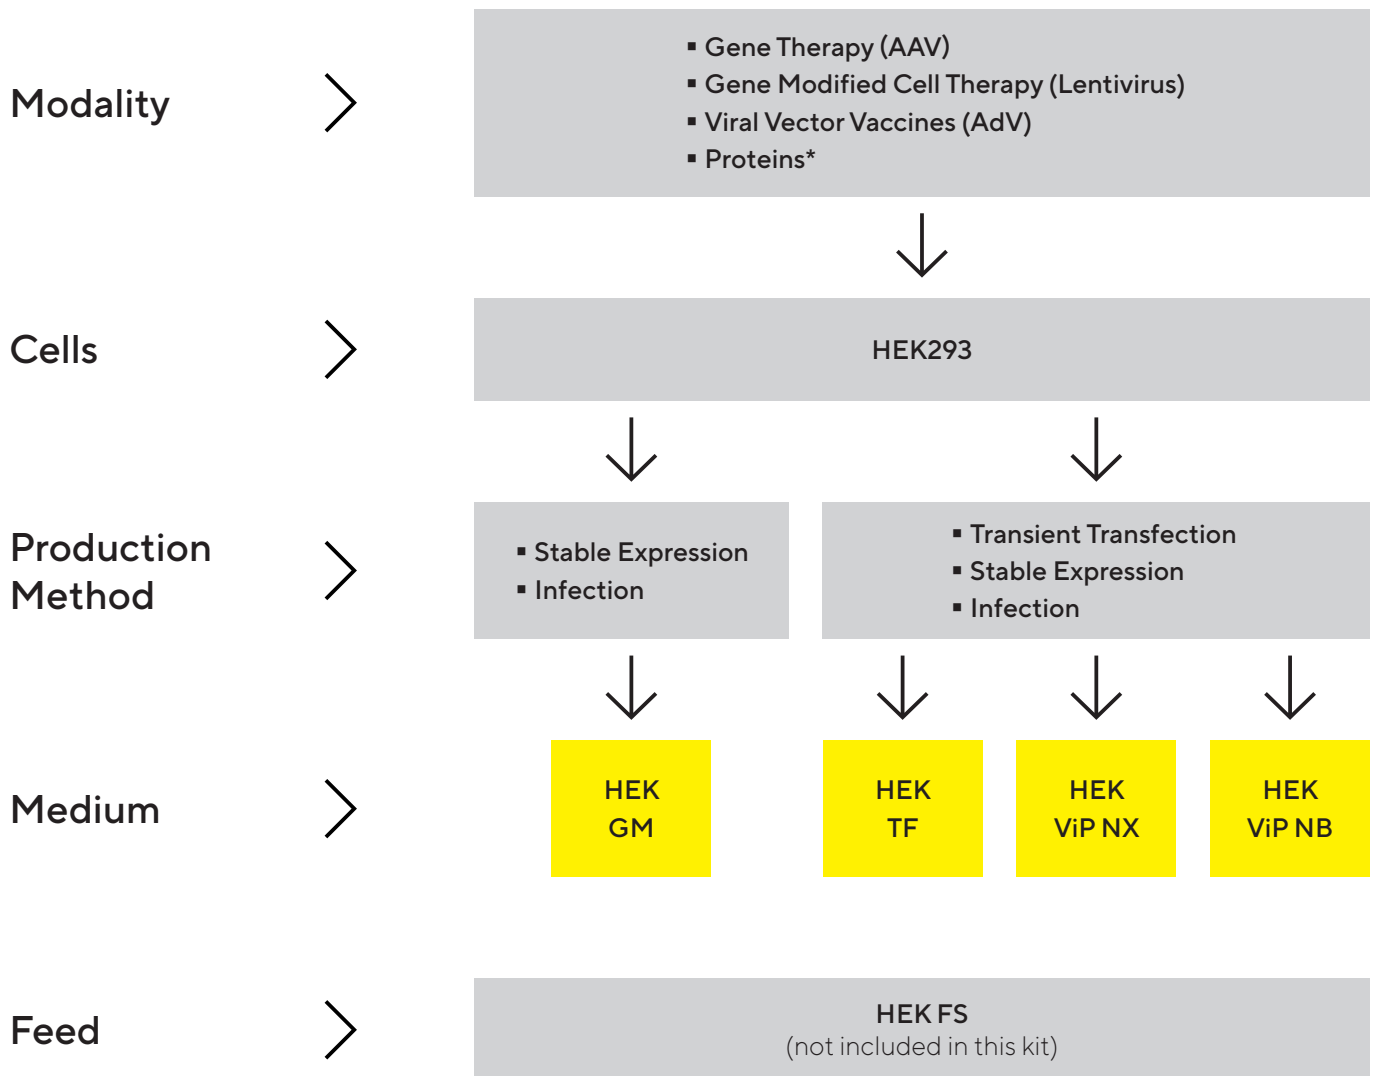 Modality
▪ Gene Therapy (AAV)
▪ Gene Modified Cell Therapy (Lentivirus)
▪ Viral Vector Vaccines (AdV)
▪ Proteins*
Cells
HEK293
Production
Method
▪ Stable Expression
▪ Infection
▪ Transient Transfection
▪ Stable Expression
▪ Infection
Medium
HEK
GM
HEK
TF
HEK
ViP NX
HEK
ViP NB
Feed
HEK FS
(not included in this kit)